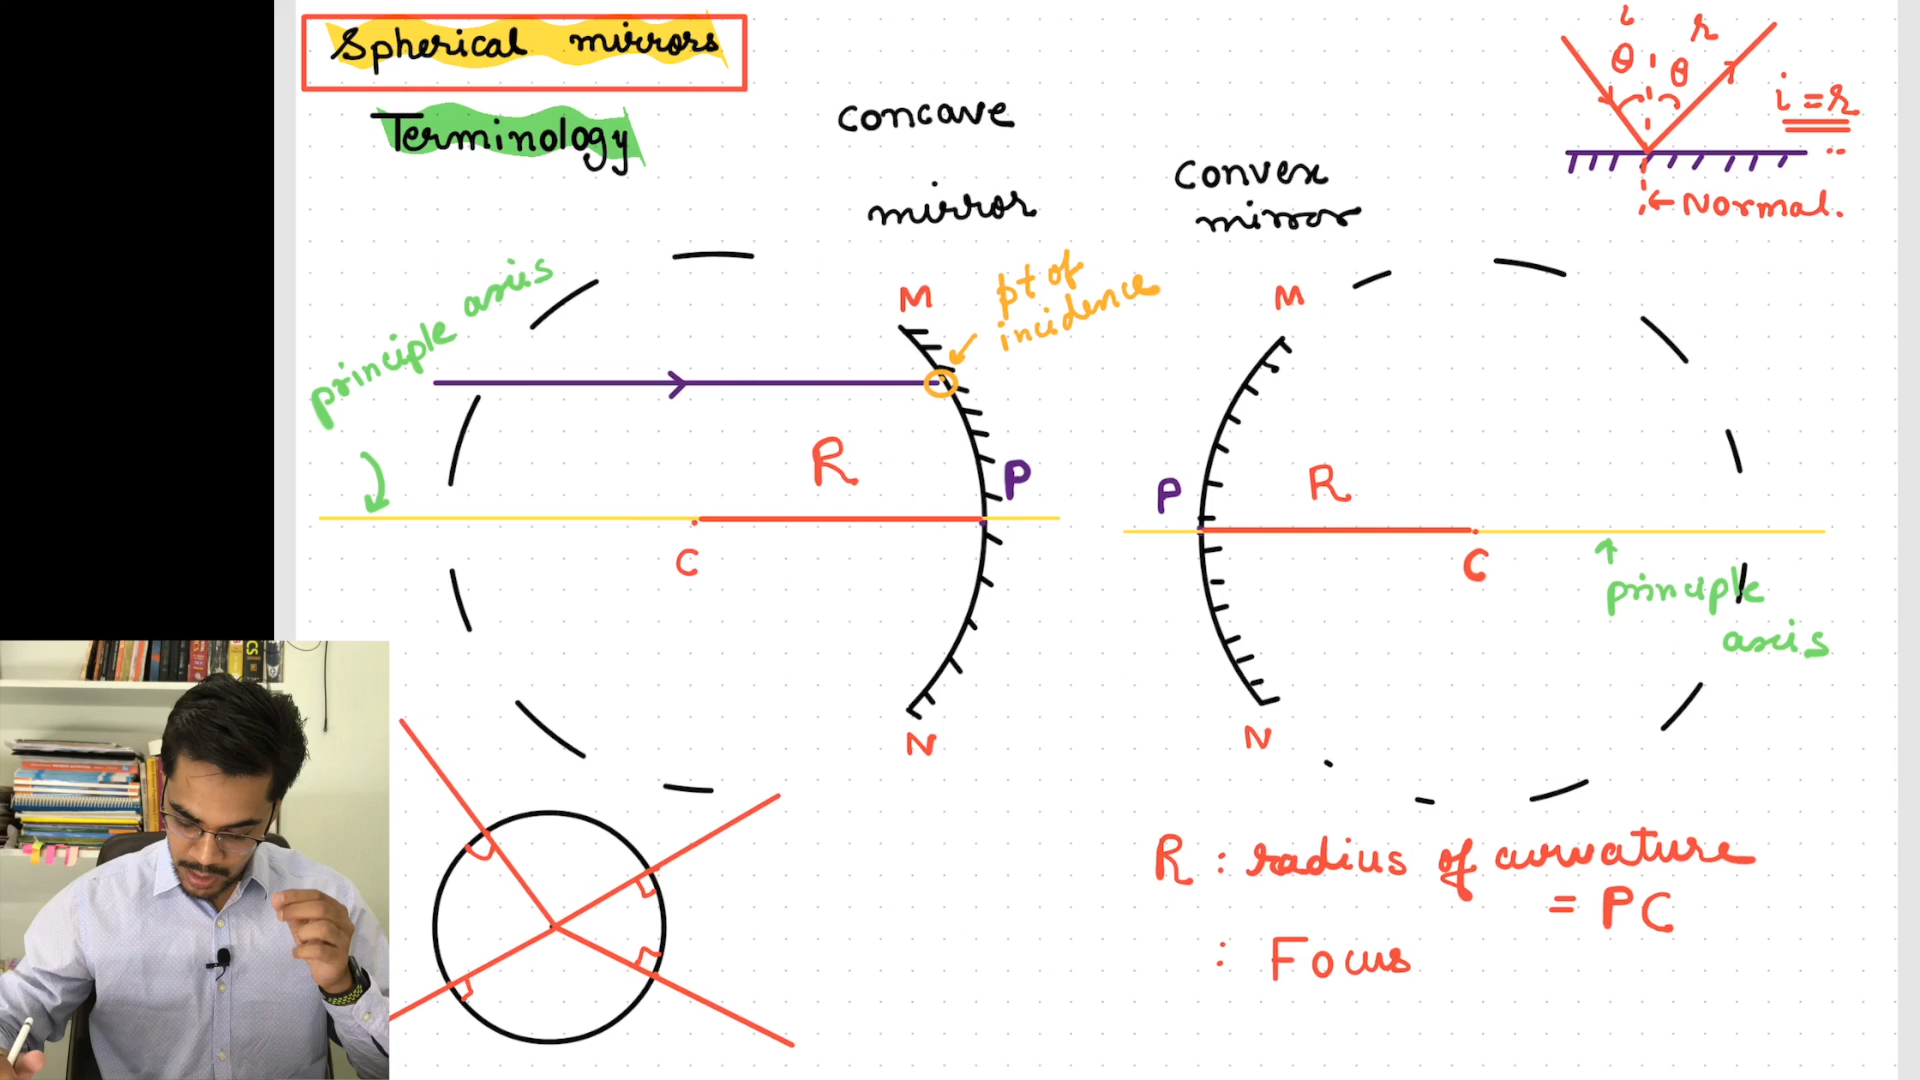 Spherical mirrors
Terminology
concave
mirror
convex
mirror
i
r
θ
θ
i = r
← Normal.
principle axis
M
pt of
incidence
R
P
C
N
M
P
R
C
principle
axis
N
R : radius of curvature
= PC
: Focus